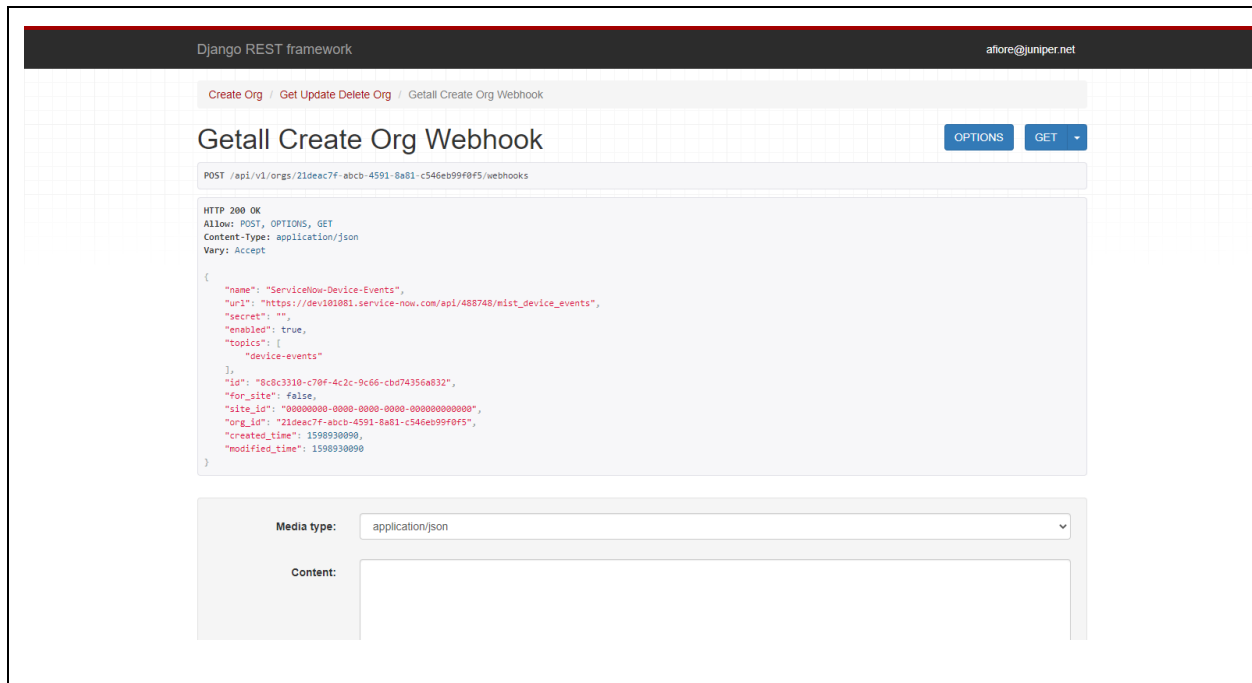 Django REST framework
afiore@juniper.net
Create Org / Get Update Delete Org / Getall Create Org Webhook
Getall Create Org Webhook
OPTIONS
GET
POST /api/v1/orgs/21deac7f-abcb-4591-8a81-c546eb99f0f5/webhooks
HTTP 200 OK
Allow: POST, OPTIONS, GET
Content-Type: application/json
Vary: Accept
{
"name": "ServiceNow-Device-Events",
"url": "https://dev101081.service-now.com/api/488748/mist_device_events",
"secret": "",
"enabled": true,
"topics": [
"device-events"
],
"id": "8c8c3310-c70f-4c2c-9c66-cbd74356a832",
"for_site": false,
"site_id": "00000000-0000-0000-0000-000000000000",
"org_id": "21deac7f-abcb-4591-8a81-c546eb99f0f5",
"created_time": 1598930090,
"modified_time": 1598930090
}
Media type:
application/json
Content: